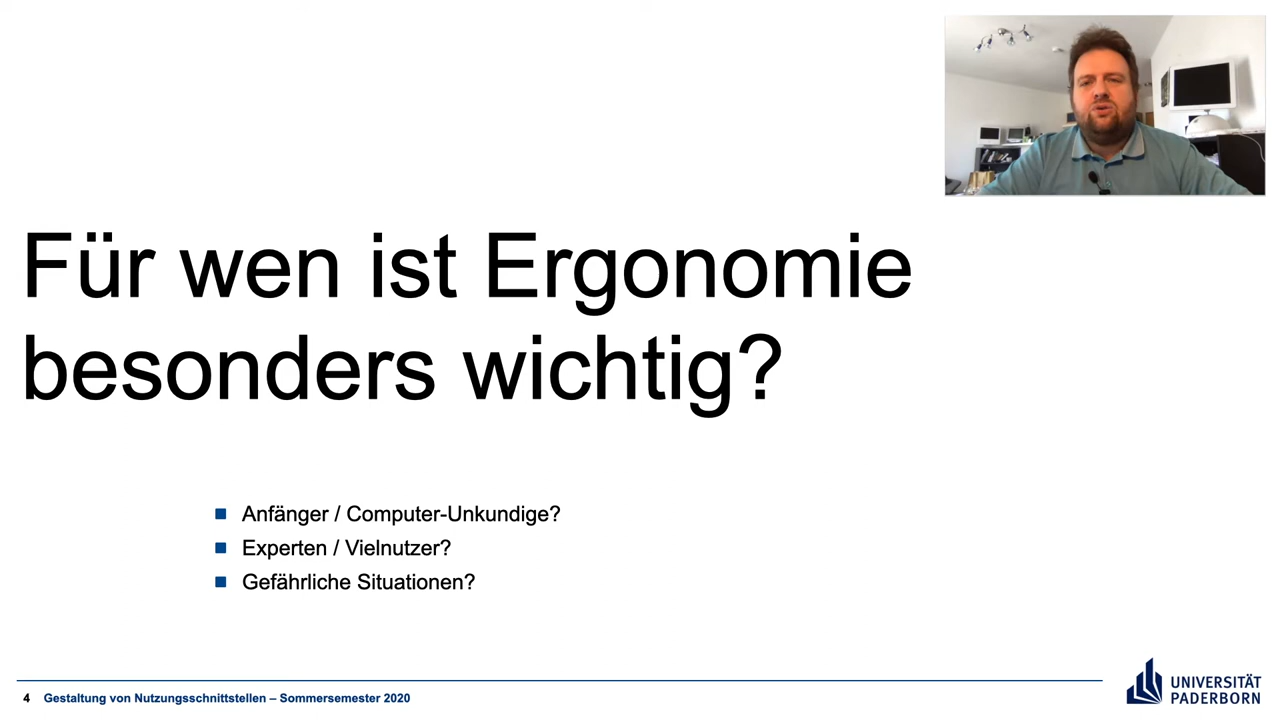 Für wen ist Ergonomie
besonders wichtig?
Anfänger / Computer-Unkundige?
Experten / Vielnutzer?
Gefährliche Situationen?
4 Gestaltung von Nutzungsschnittstellen – Sommersemester 2020
UNIVERSITÄT
PADERBORN